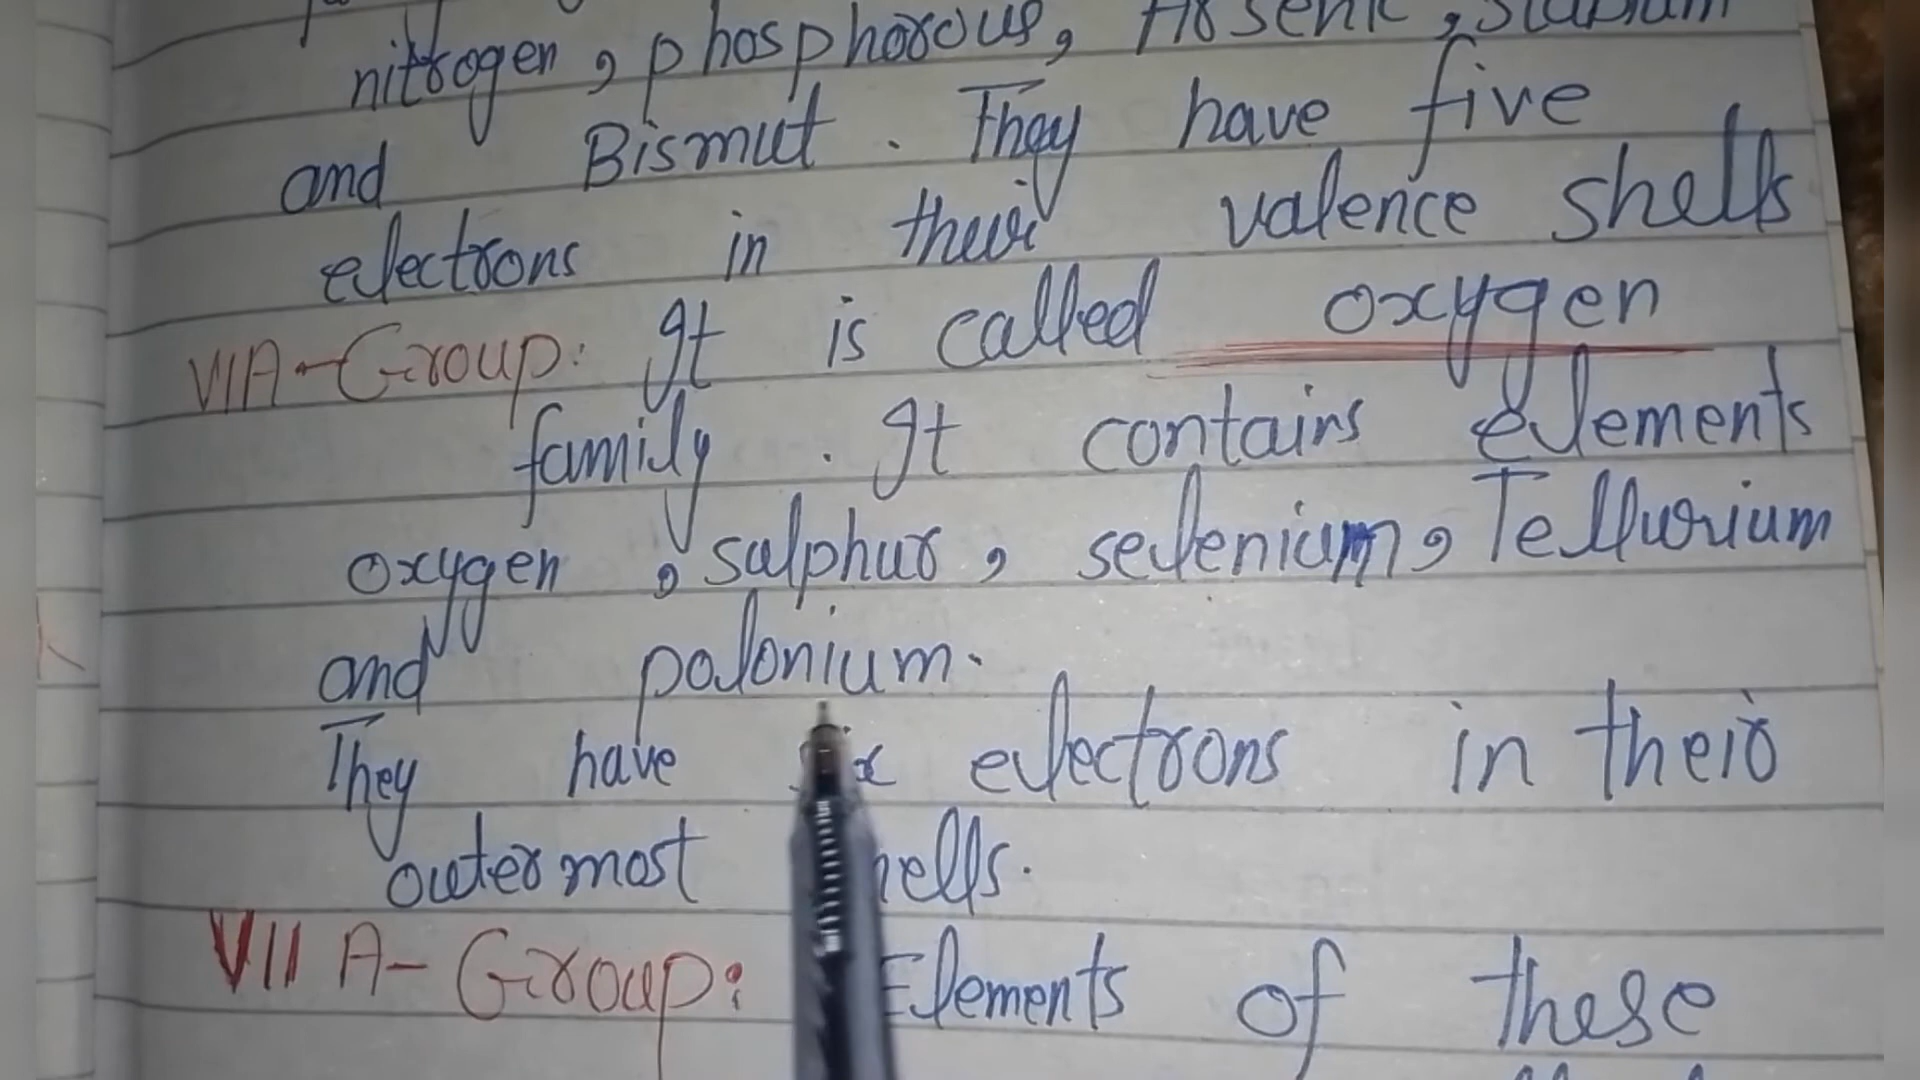 nitrogen, phosphorous, Arsenic,
and Bismut. They have five
electrons in their valence shells
VIA-Group: It is called oxygen
family. It contains elements
oxygen, sulphur, selenium, Tellurium
and polonium.
They have six electrons in their
outermost shells.
VII A-Group: Elements of these